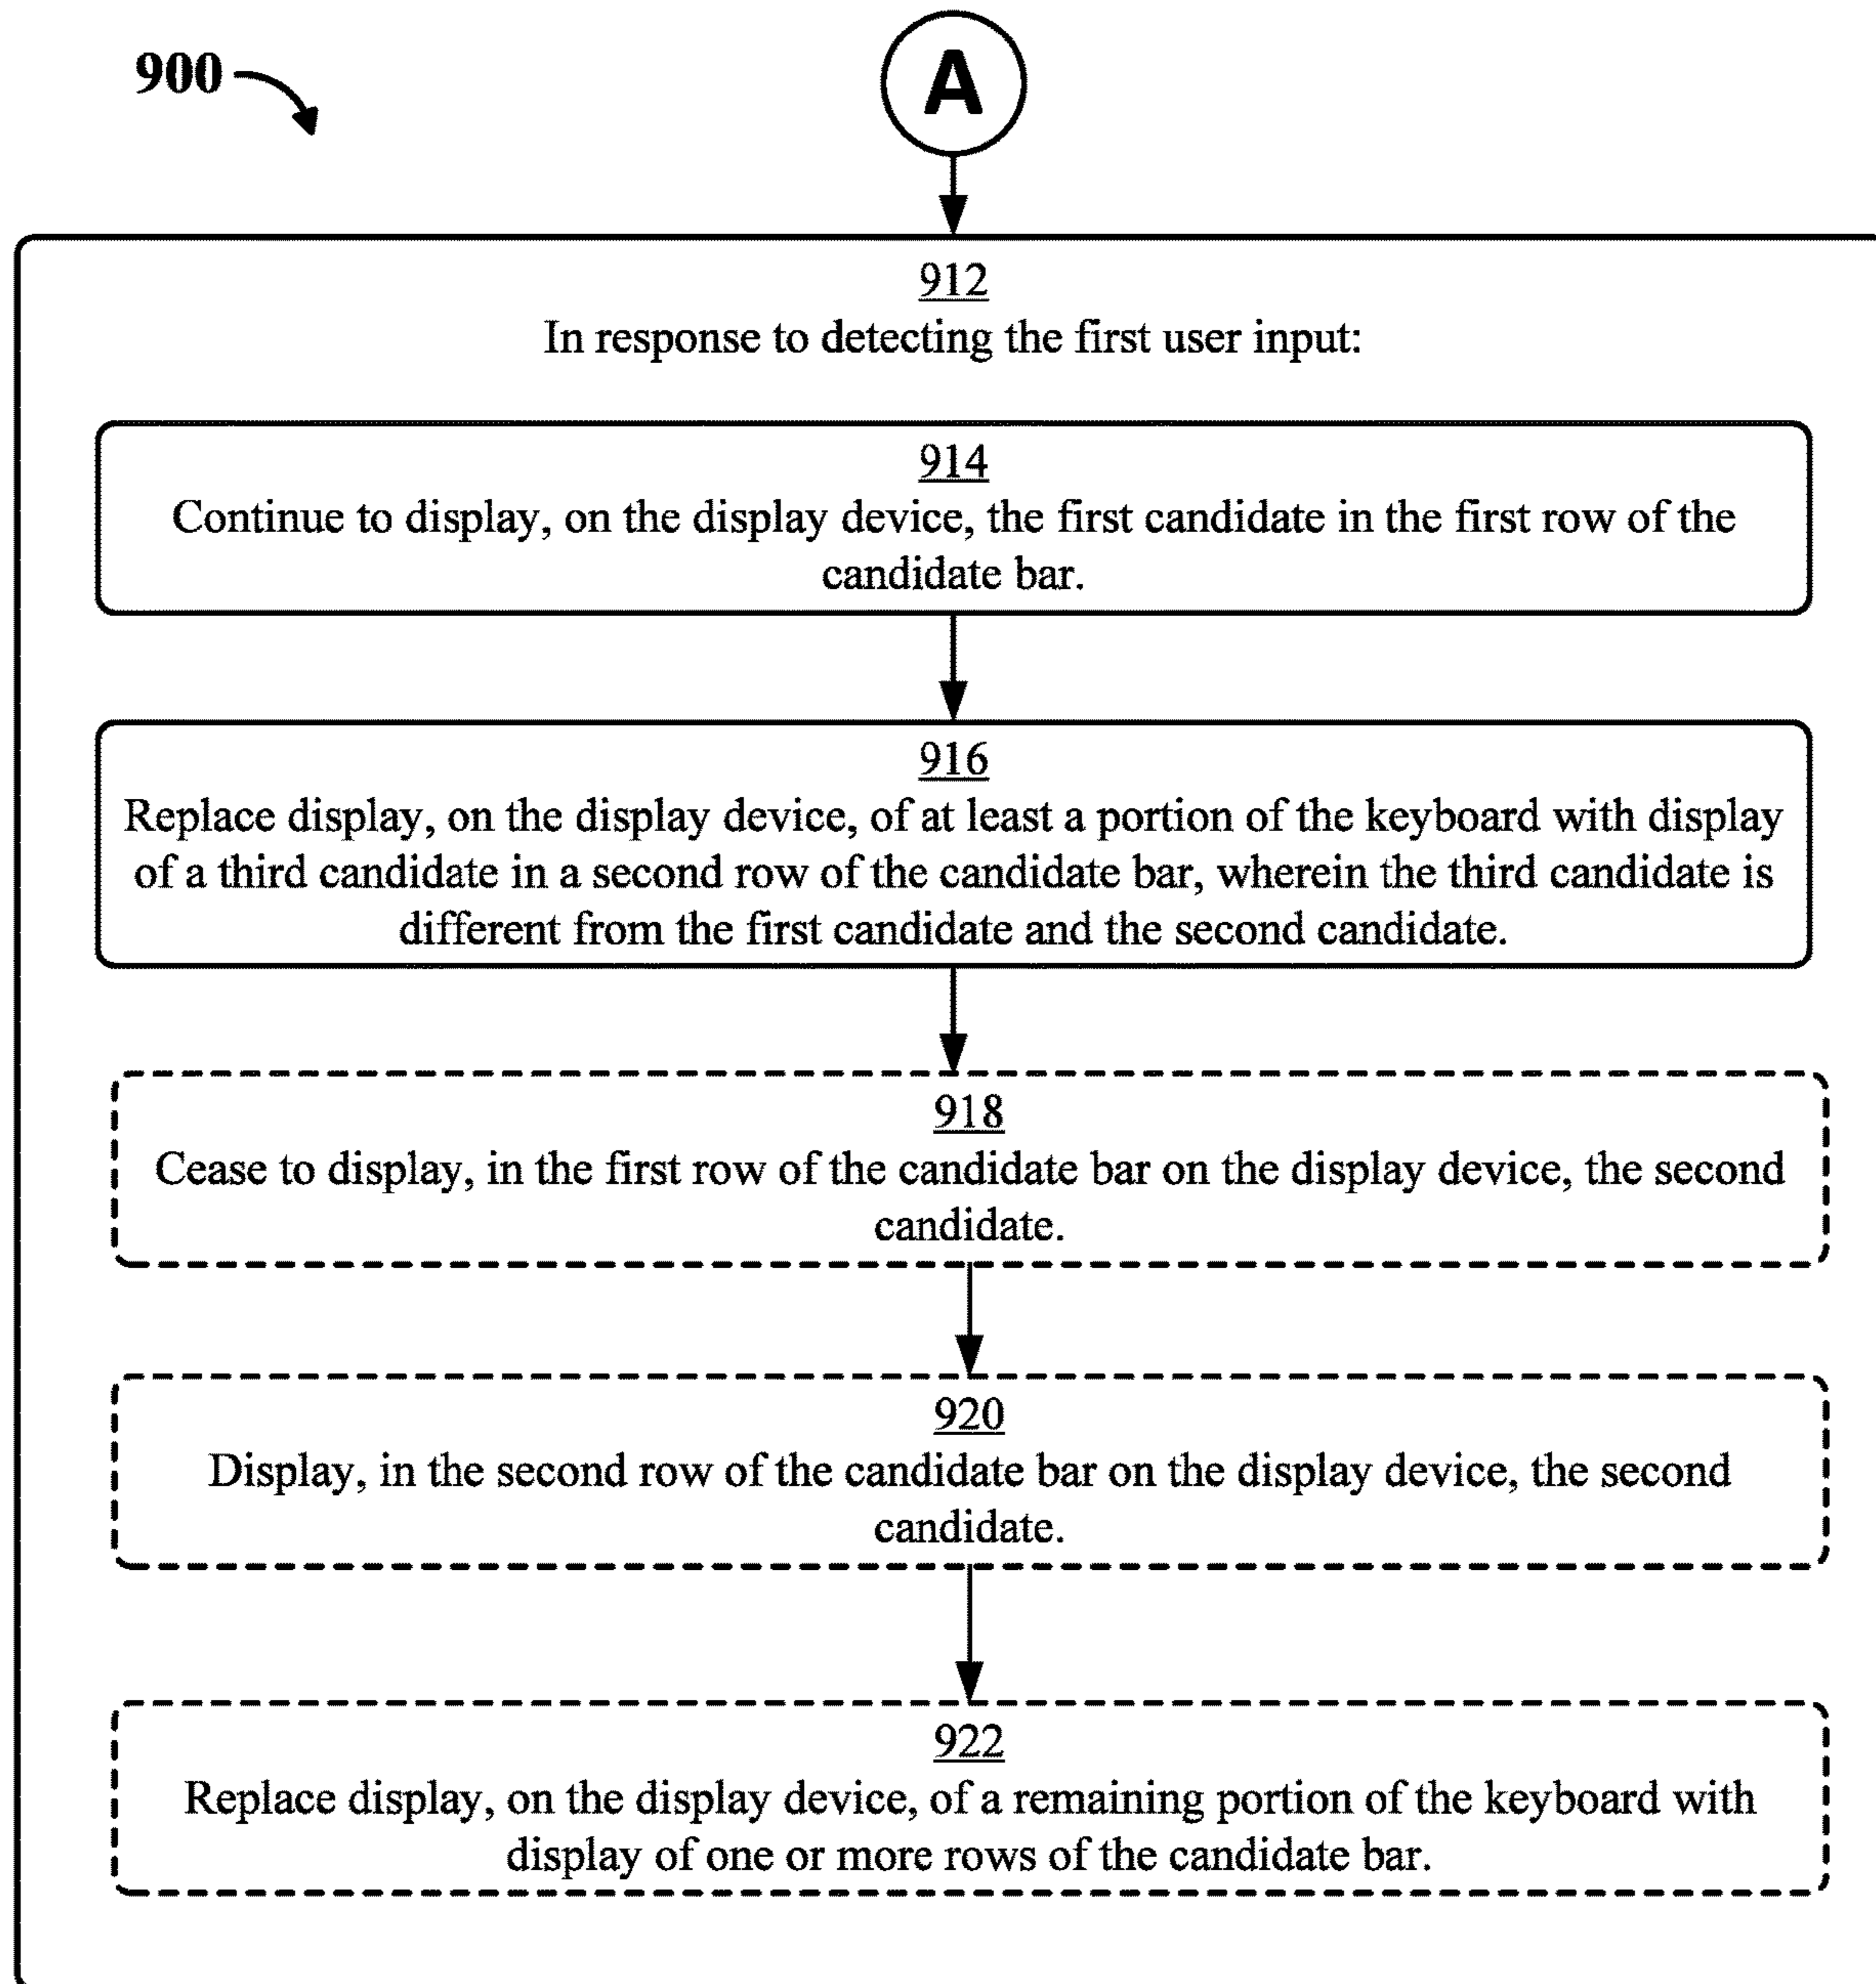 900
A
912
In response to detecting the first user input:
914
Continue to display, on the display device, the first candidate in the first row of the
candidate bar.
916
Replace display, on the display device, of at least a portion of the keyboard with display
of a third candidate in a second row of the candidate bar, wherein the third candidate is
different from the first candidate and the second candidate.
918
Cease to display, in the first row of the candidate bar on the display device, the second
candidate.
920
Display, in the second row of the candidate bar on the display device, the second
candidate.
922
Replace display, on the display device, of a remaining portion of the keyboard with
display of one or more rows of the candidate bar.